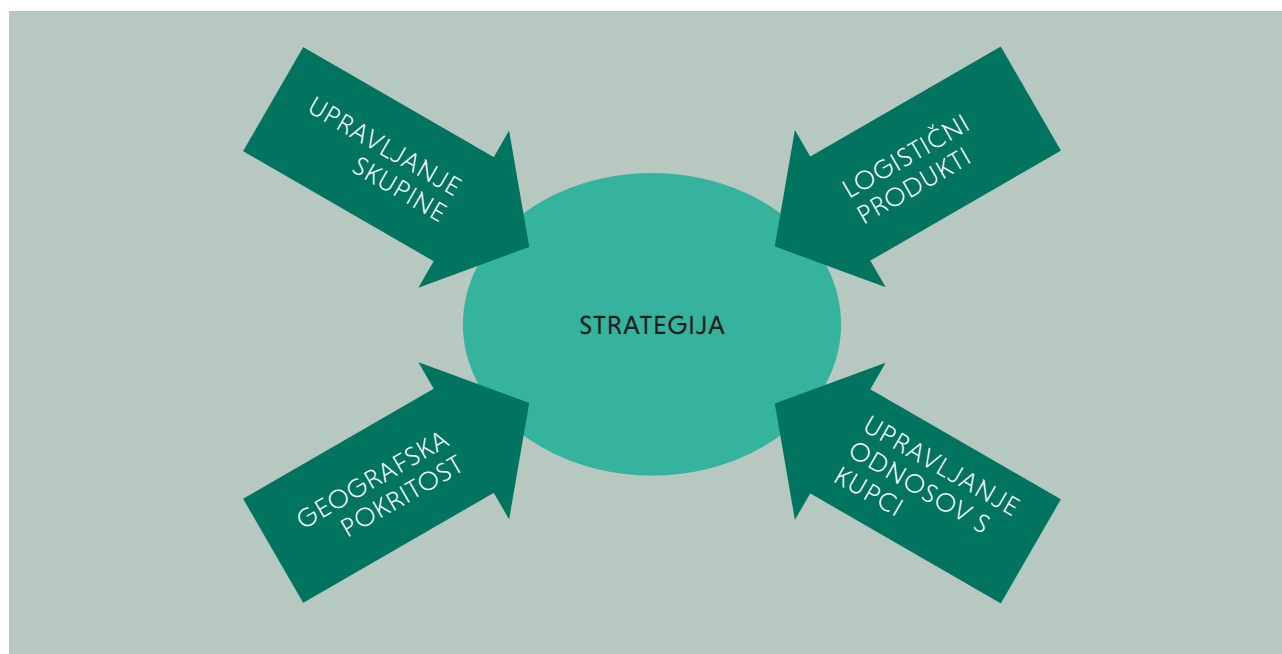 UPRAVLJANJE
SKUPINE
LOGISTIČNI
PRODUKTI
STRATEGIJA
GEOGRAFSKA
POKRITOST
UPRAVLJANJE
ODNOSOV S
KUPCI